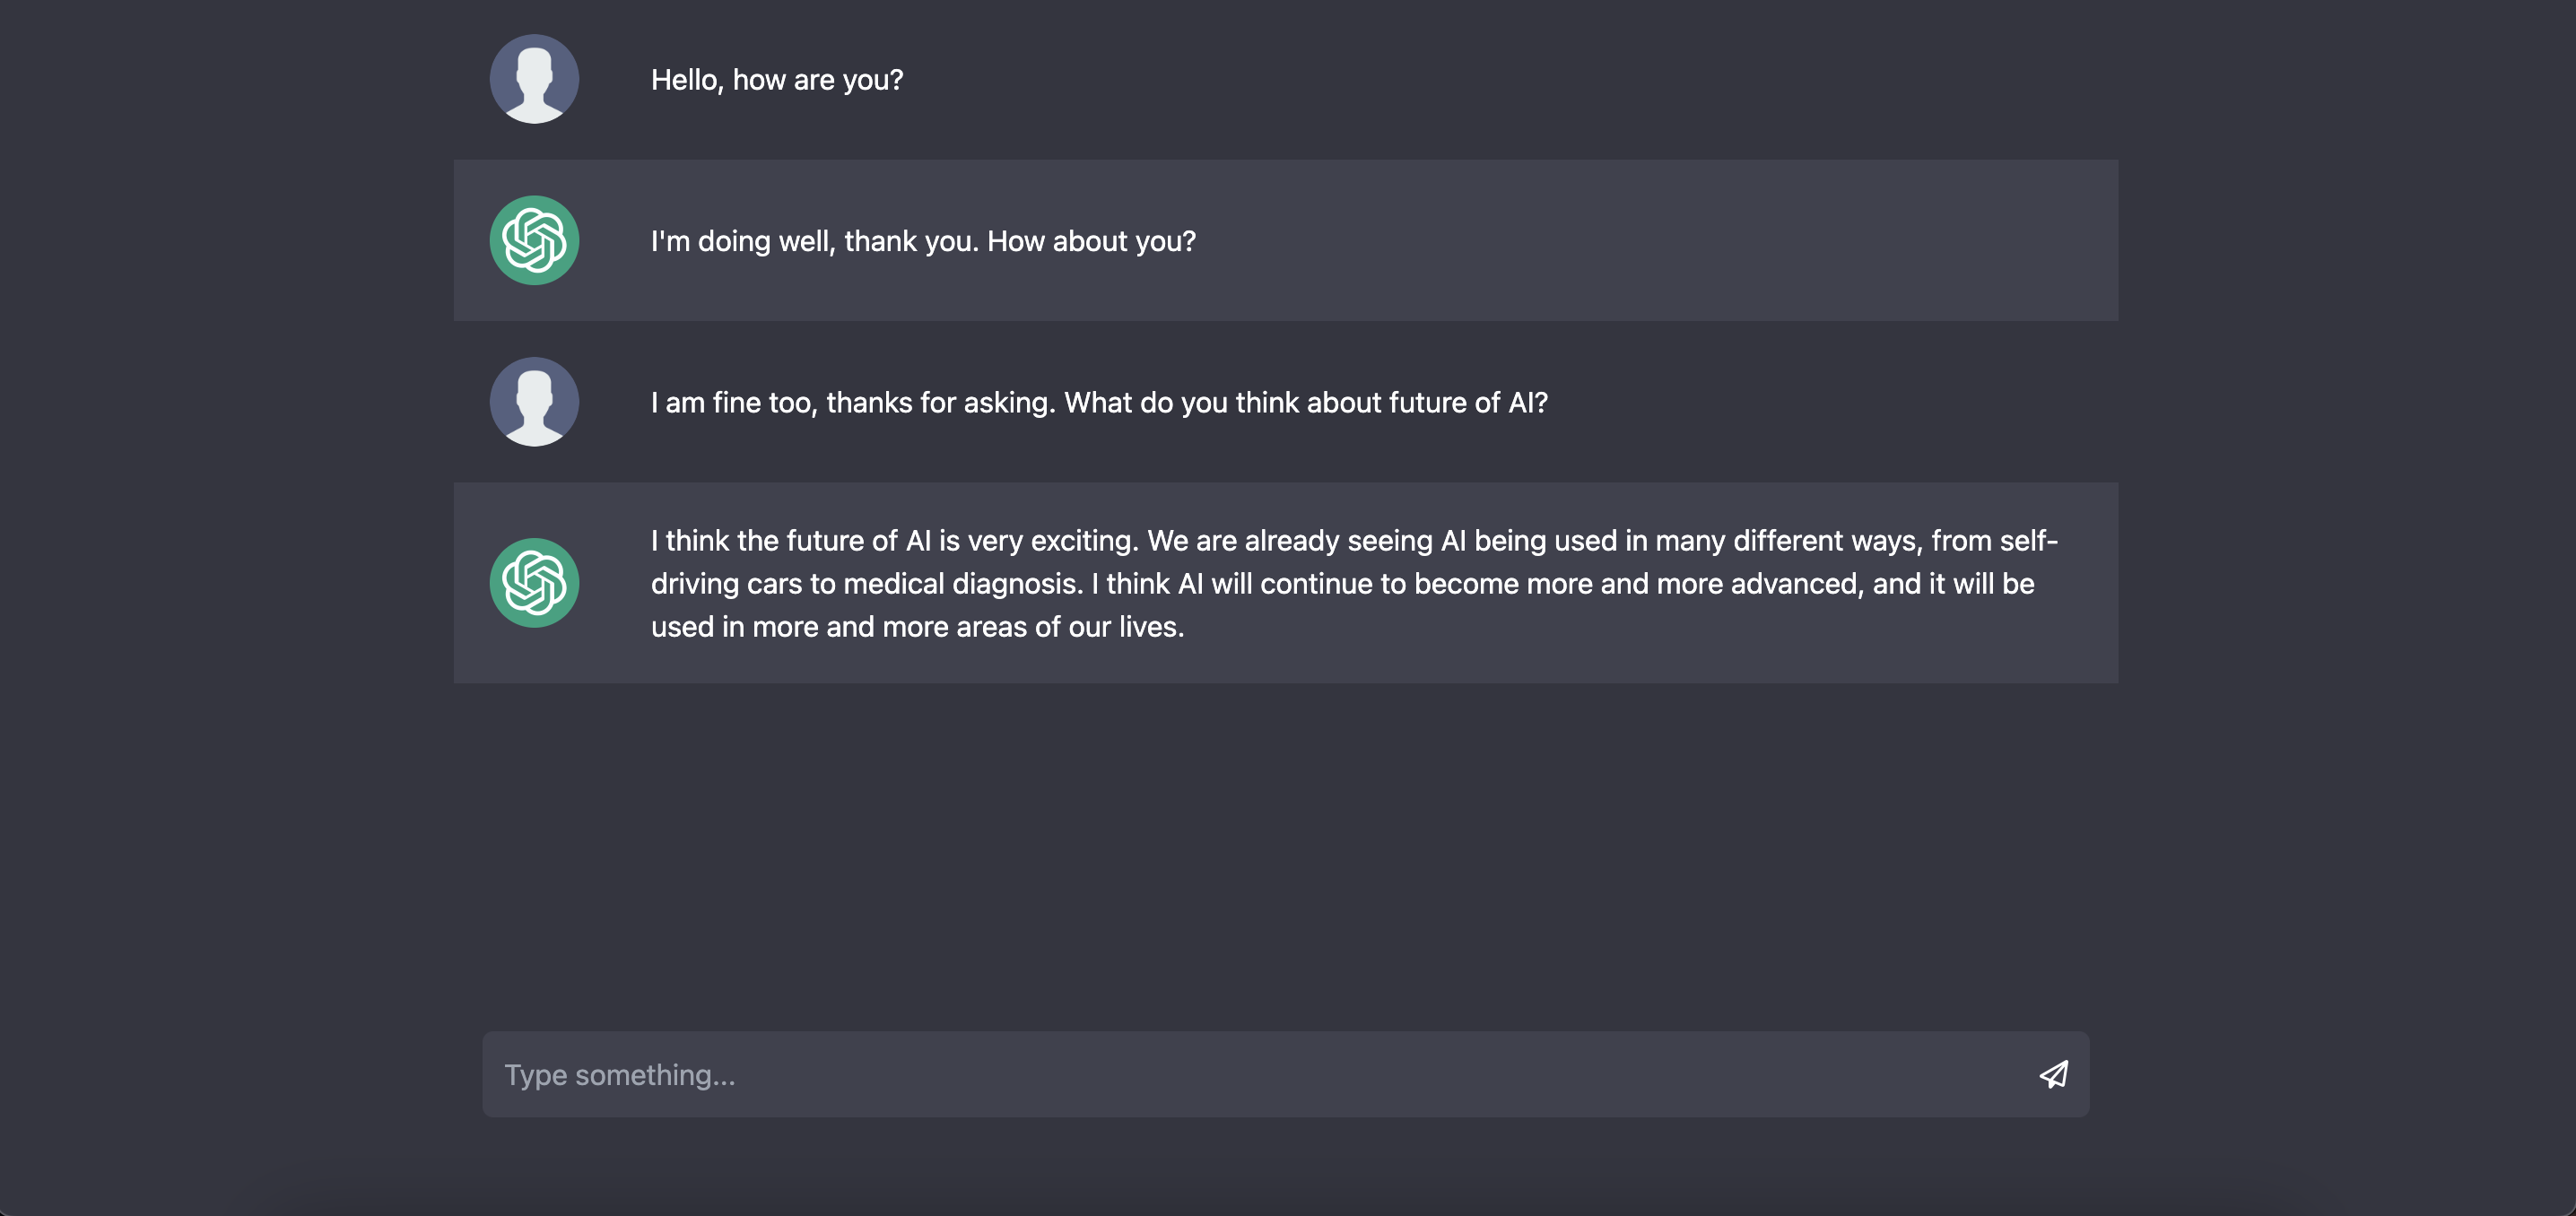 Hello, how are you?
I'm doing well, thank you. How about you?
I am fine too, thanks for asking. What do you think about future of AI?
I think the future of AI is very exciting. We are already seeing AI being used in many different ways, from self-
driving cars to medical diagnosis. I think AI will continue to become more and more advanced, and it will be
used in more and more areas of our lives.
Type something...